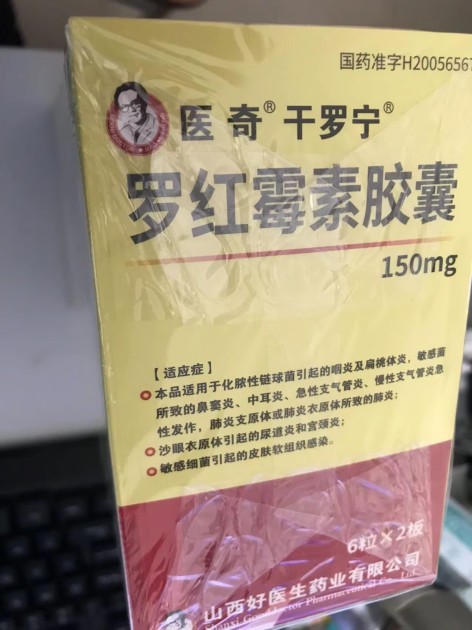 国药准字H20056567
医奇® 干罗宁®
罗红霉素胶囊
150mg
【适应症】
本品适用于化脓性链球菌引起的咽炎及扁桃体炎，敏感菌
所致的鼻窦炎、中耳炎、急性支气管炎、慢性支气管炎急
性发作，肺炎支原体或肺炎衣原体所致的肺炎；
沙眼衣原体引起的尿道炎和宫颈炎；
敏感细菌引起的皮肤软组织感染。
6粒×2板
山西好医生药业有限公司
Shanxi Good Doctor Pharmaceutical Co., Ltd.